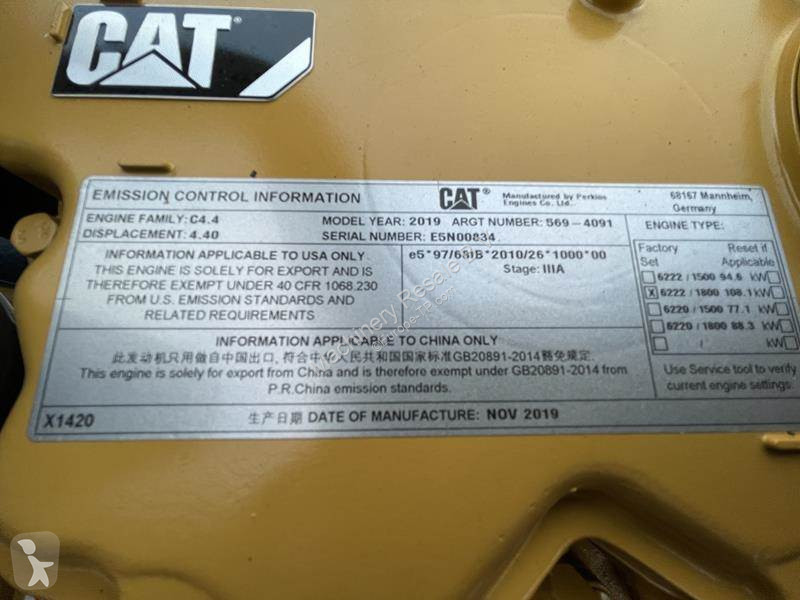 CAT
EMISSION CONTROL INFORMATION
CAT®
Manufactured by Perkins
Engines Co. Ltd.
68167 Mannheim,
Germany
ENGINE FAMILY: C4.4
MODEL YEAR: 2019 ARGT NUMBER: 569-4091
DISPLACEMENT: 4.40
SERIAL NUMBER: E5N00834
INFORMATION APPLICABLE TO USA ONLY
THIS ENGINE IS SOLELY FOR EXPORT AND IS
THEREFORE EXEMPT UNDER 40 CFR 1068.230
FROM U.S. EMISSION STANDARDS AND
RELATED REQUIREMENTS
e5*97/68IB*2010/26*1000*00
Stage: IIIA
ENGINE TYPE:
Factory Reset if
Set Applicable
6222 / 1500 94.6 kW
X 6222 / 1800 108.1 kW
6220 / 1500 77.1 kW
6220 / 1800 88.3 kW
/ kW
Use Service tool to verify
current engine settings
INFORMATION APPLICABLE TO CHINA ONLY
此发动机只用做自中国出口, 符合中华人民共和国国家标准GB20891-2014豁免规定.
This engine is solely for export from China and is therefore exempt under GB20891-2014 from
P.R.China emission standards.
X1420
生产日期 DATE OF MANUFACTURE: NOV 2019
Machinery Resale